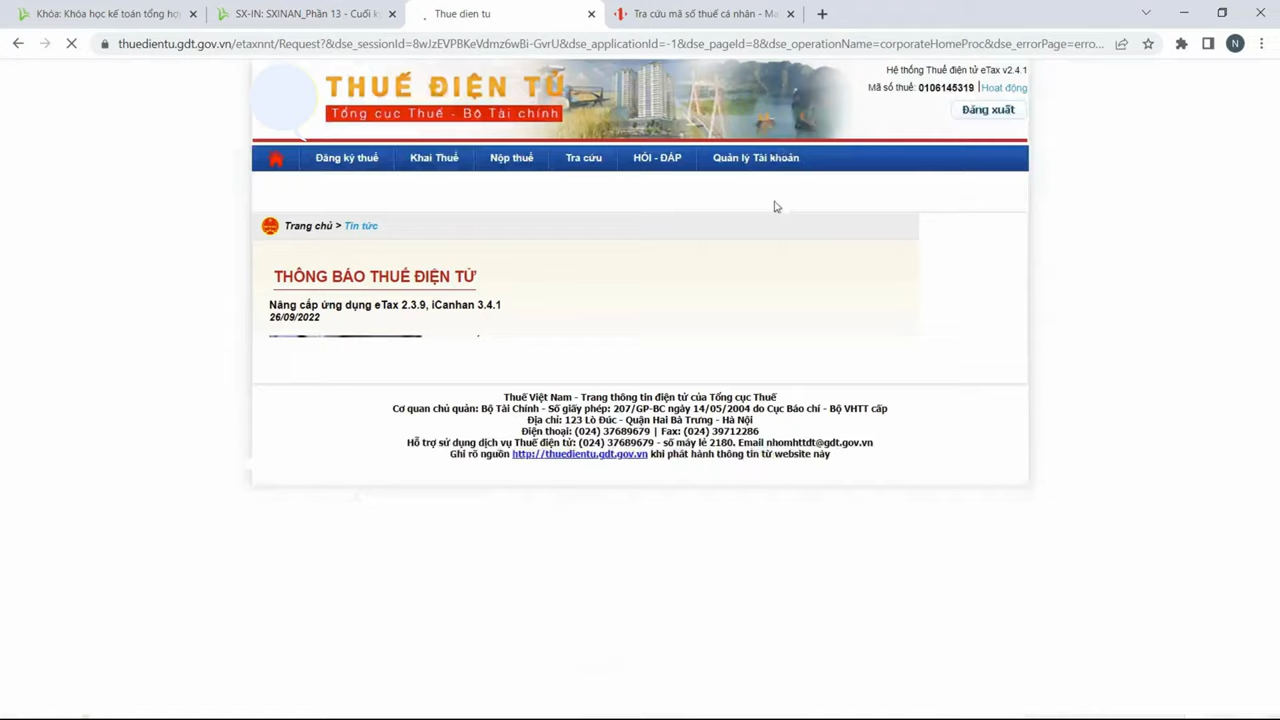 Khóa: Khóa học kế toán tổng hợ
SX-IN: SXINAN_Phần 13 - Cuối k
Thue dien tu
Tra cứu mã số thuế cá nhân - Ma
thuedientu.gdt.gov.vn/etaxnnt/Request?&dse_sessionId=8wJzEVPBKeVdmz6wBi-GvrU&dse_applicationId=-1&dse_pageId=8&dse_operationName=corporateHomeProc&dse_errorPage=erro...
N
THUẾ ĐIỆN TỬ
Tổng cục Thuế - Bộ Tài chính
Hệ thống Thuế điện tử eTax v2.4.1
Mã số thuế: 0106145319 | Hoạt động
Đăng xuất
Đăng ký thuế
Khai Thuế
Nộp thuế
Tra cứu
HỎI - ĐÁP
Quản lý Tài khoản
Trang chủ > Tin tức
THÔNG BÁO THUẾ ĐIỆN TỬ
Nâng cấp ứng dụng eTax 2.3.9, iCanhan 3.4.1
26/09/2022
Thuế Việt Nam - Trang thông tin điện tử của Tổng cục Thuế
Cơ quan chủ quản: Bộ Tài Chính - Số giấy phép: 207/GP-BC ngày 14/05/2004 do Cục Báo chí - Bộ VHTT cấp
Địa chỉ: 123 Lò Đúc - Quận Hai Bà Trưng - Hà Nội
Điện thoại: (024) 37689679 | Fax: (024) 39712286
Hỗ trợ sử dụng dịch vụ Thuế điện tử: (024) 37689679 - số máy lẻ 2180. Email nhomhttdt@gdt.gov.vn
Ghi rõ nguồn http://thuedientu.gdt.gov.vn khi phát hành thông tin từ website này